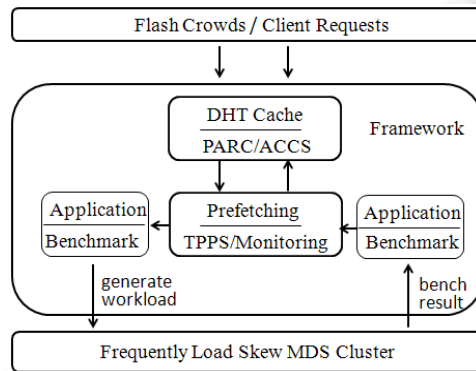 Flash Crowds / Client Requests
DHT Cache
PARC/ACCS
Framework
Application
Benchmark
Prefetching
TPPS/Monitoring
Application
Benchmark
generate
workload
bench
result
Frequently Load Skew MDS Cluster